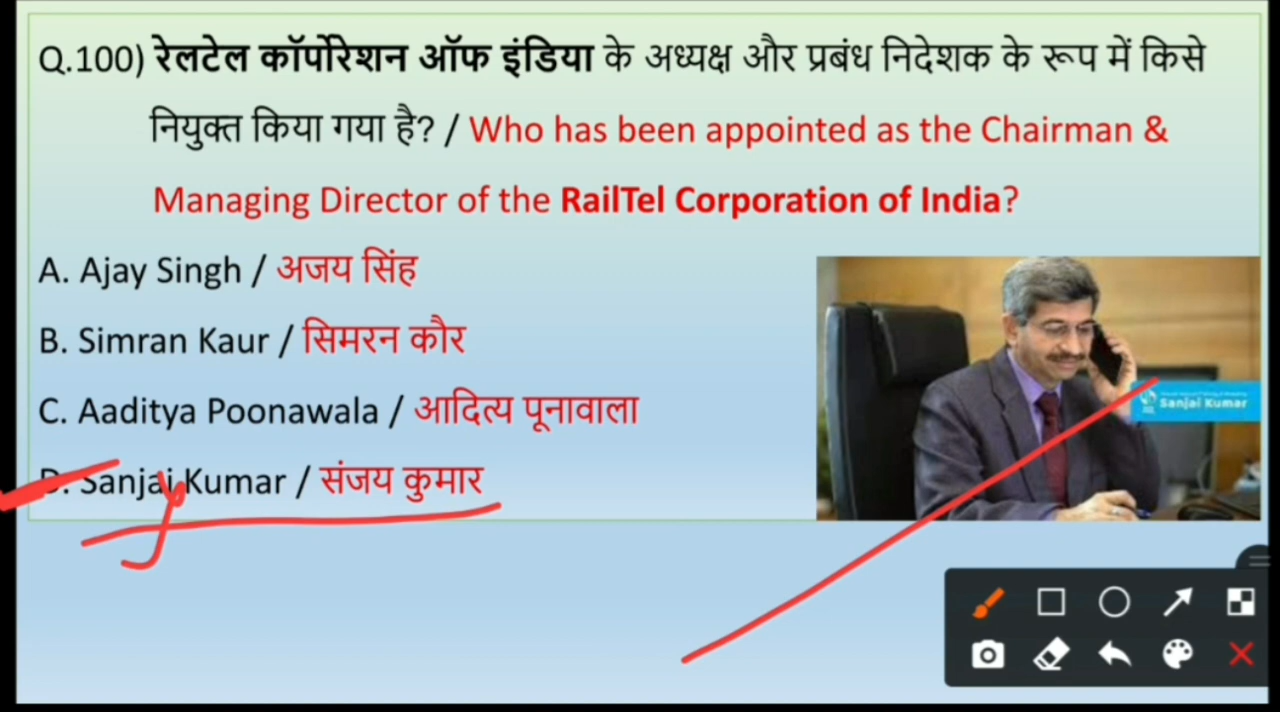 Q.100) रेलटेल कॉर्पोरेशन ऑफ इंडिया के अध्यक्ष और प्रबंध निदेशक के रूप में किसे
नियुक्त किया गया है? / Who has been appointed as the Chairman &
Managing Director of the RailTel Corporation of India?
A. Ajay Singh / अजय सिंह
B. Simran Kaur / सिमरन कौर
C. Aaditya Poonawala / आदित्य पूनावाला
D. Sanjai Kumar / संजय कुमार
y
Sanjai Kumar